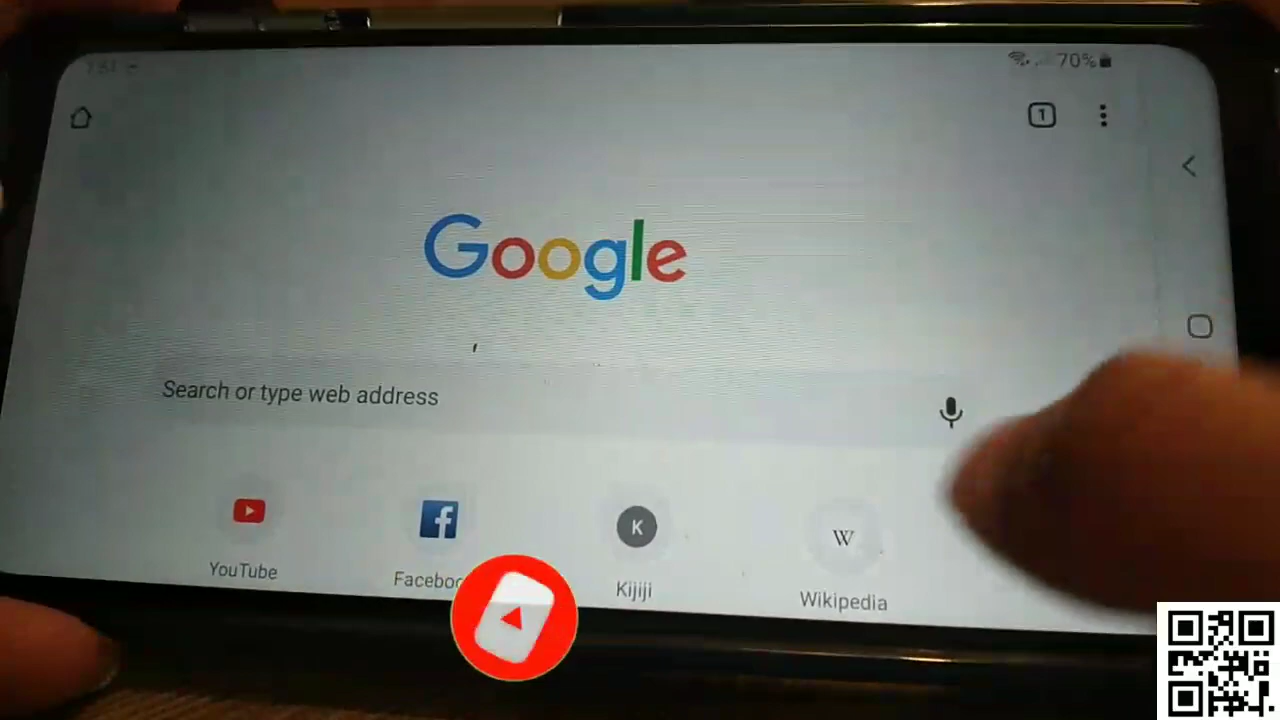 70%
1
Google
Search or type web address
YouTube
Kijiji
Wikipedia
K
W